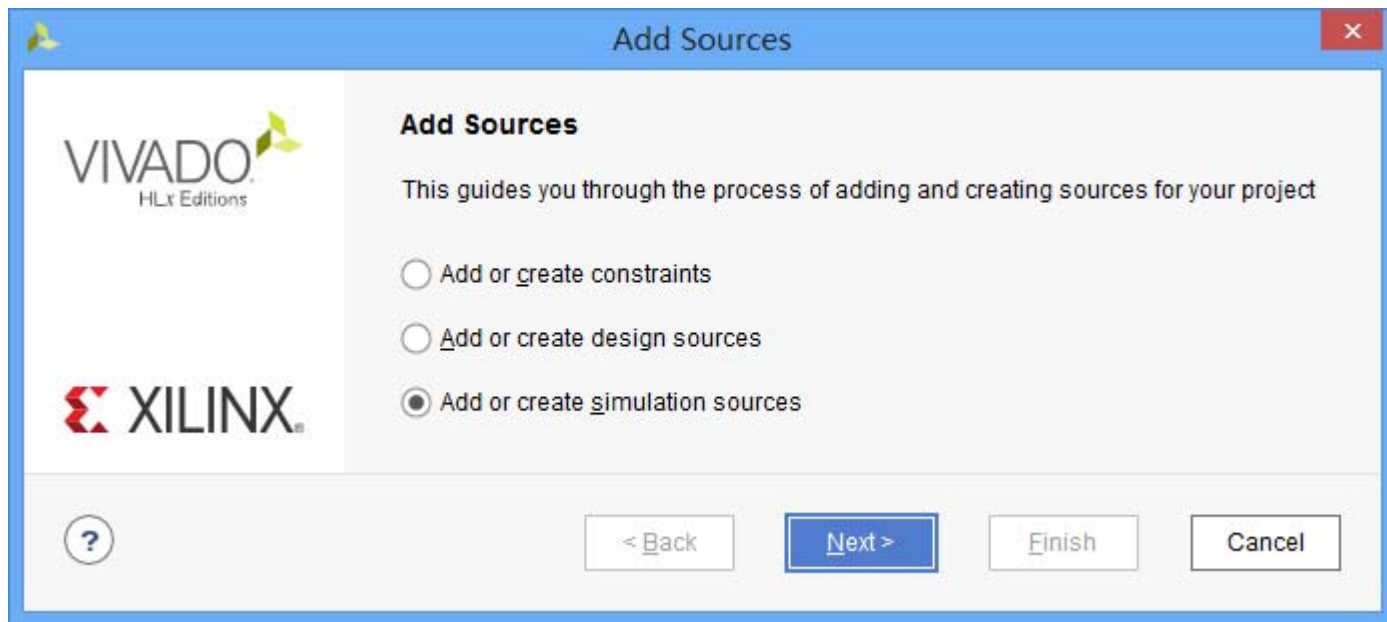 Add Sources
VIVADO.
HLx Editions
XILINX.
Add Sources
This guides you through the process of adding and creating sources for your project
Add or create constraints
Add or create design sources
Add or create simulation sources
?
< Back
Next >
Finish
Cancel